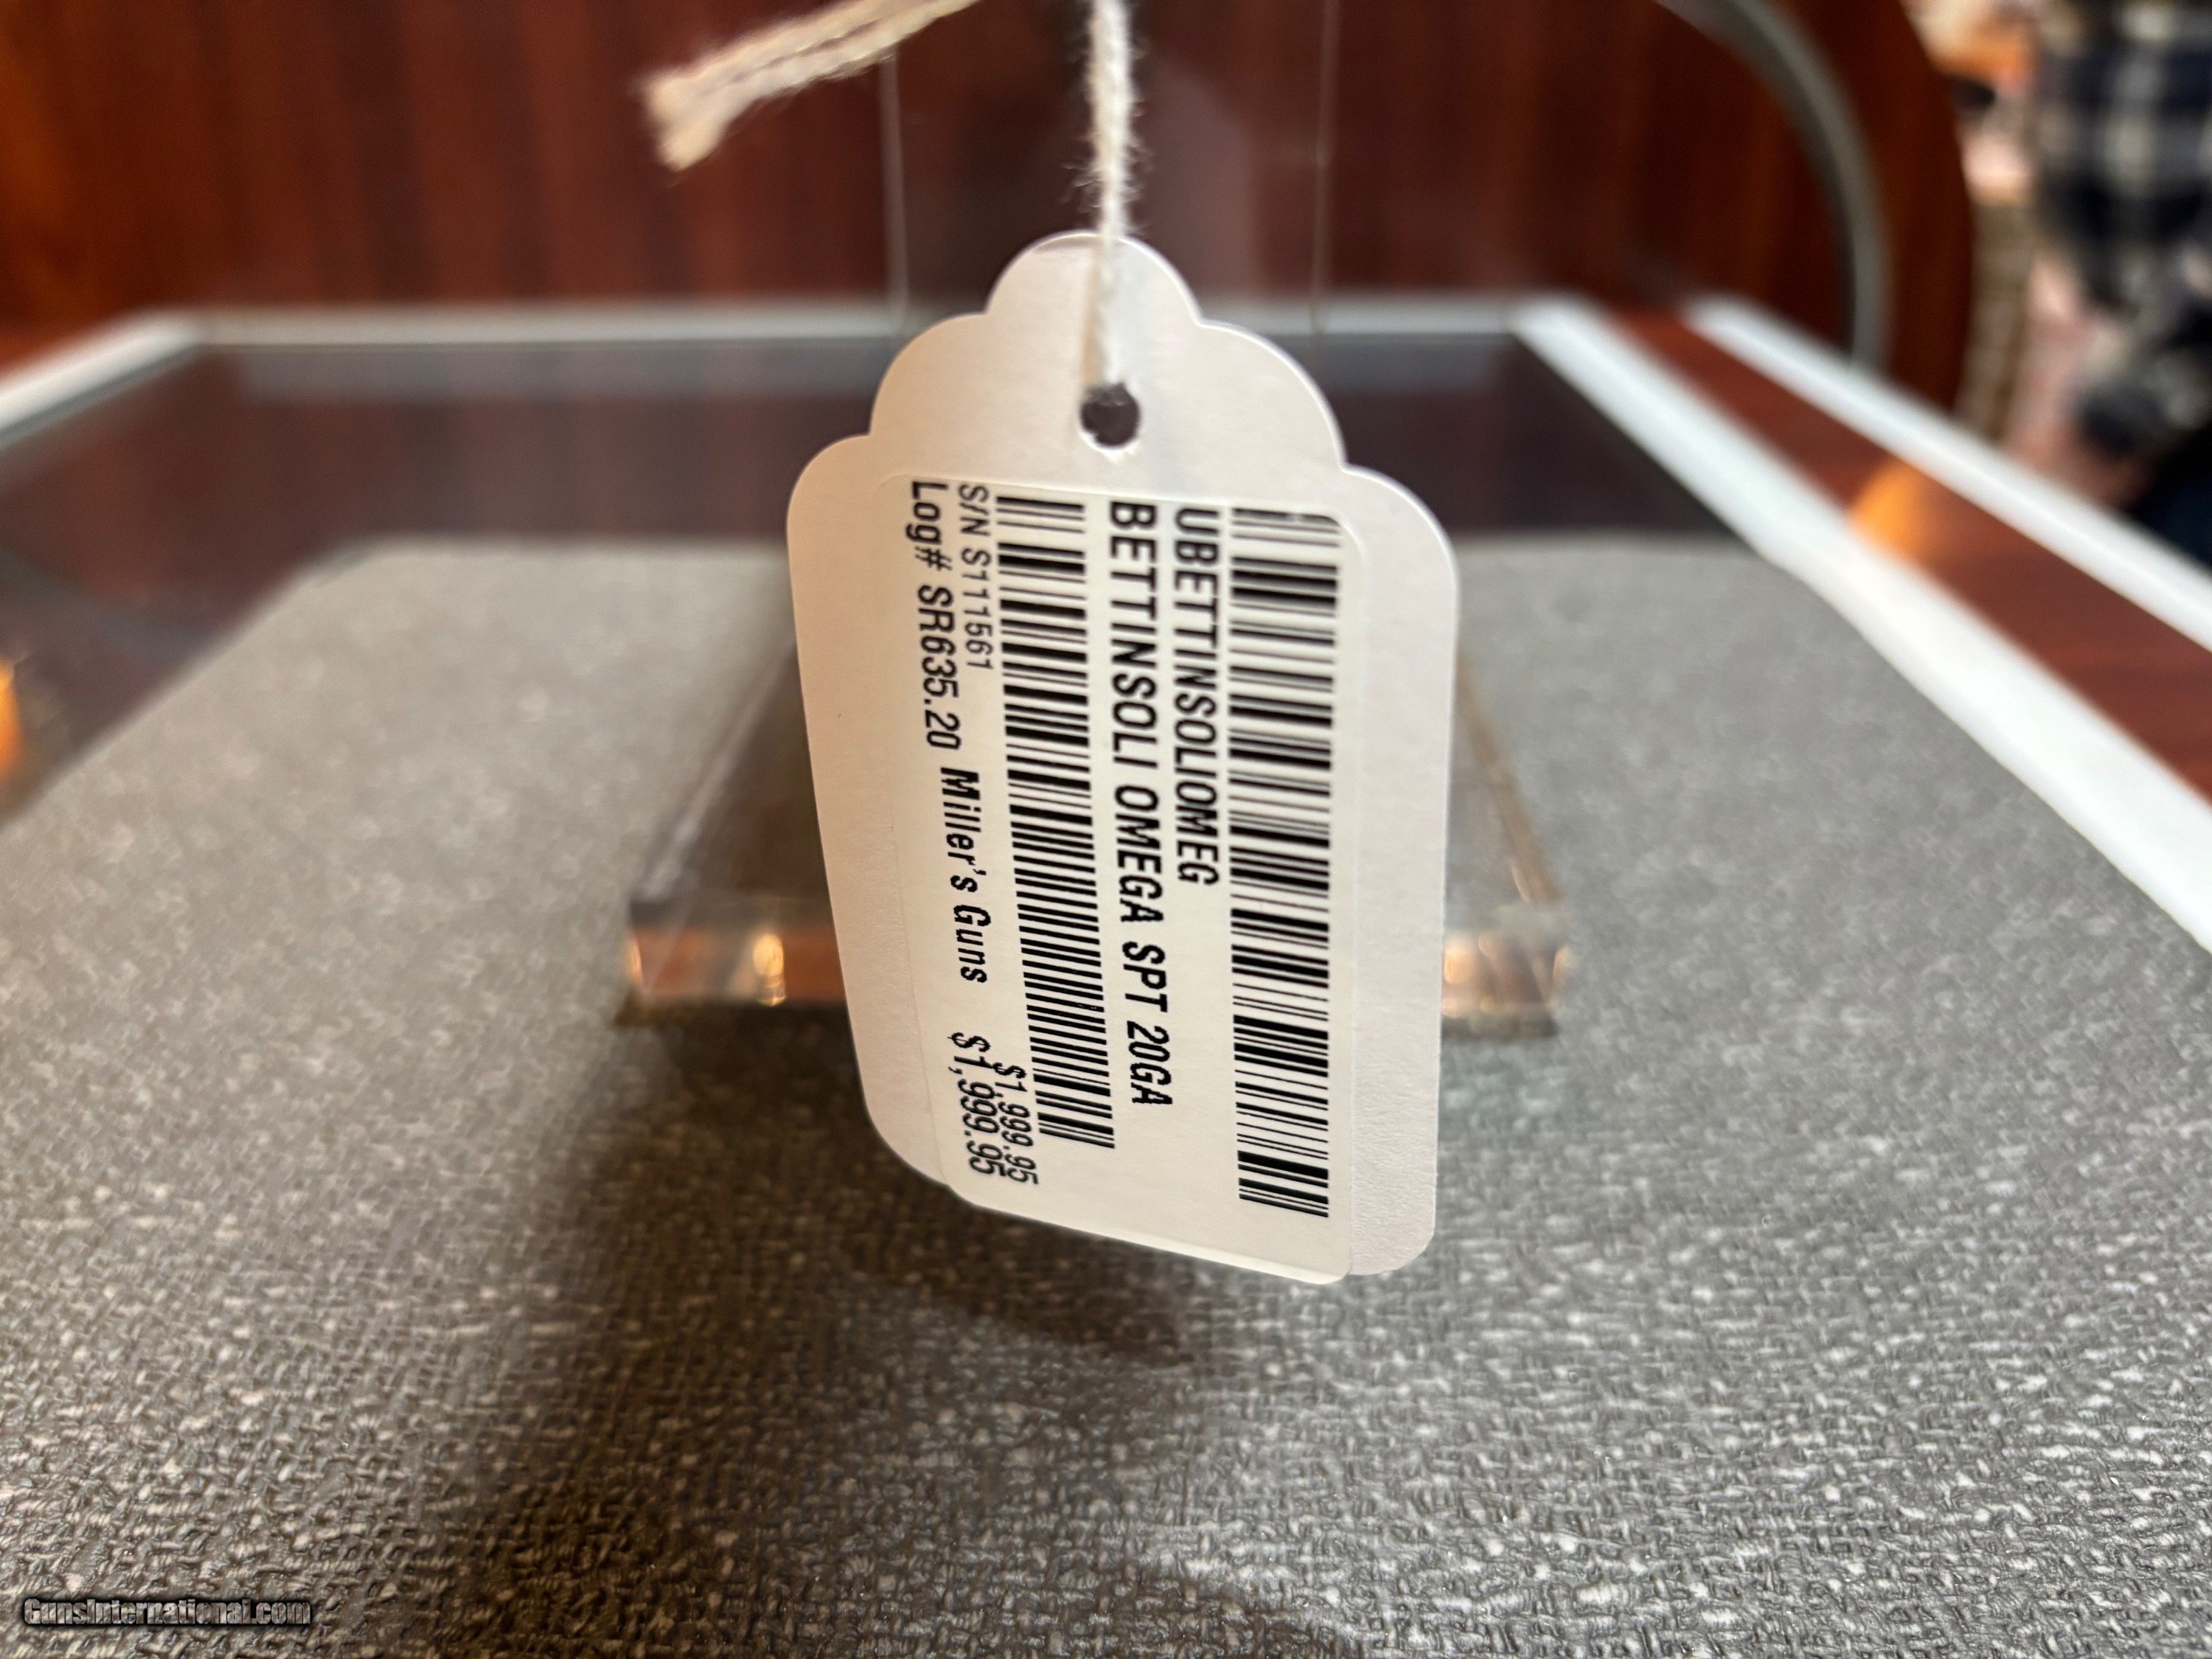 UBETTINSOLIOMEG
BETTINSOLI OMEGA SPT 20GA
$1,999.95
S/N S111561
Log# SR635.20 Miller's Guns $1,999.95
GunsInternational.com